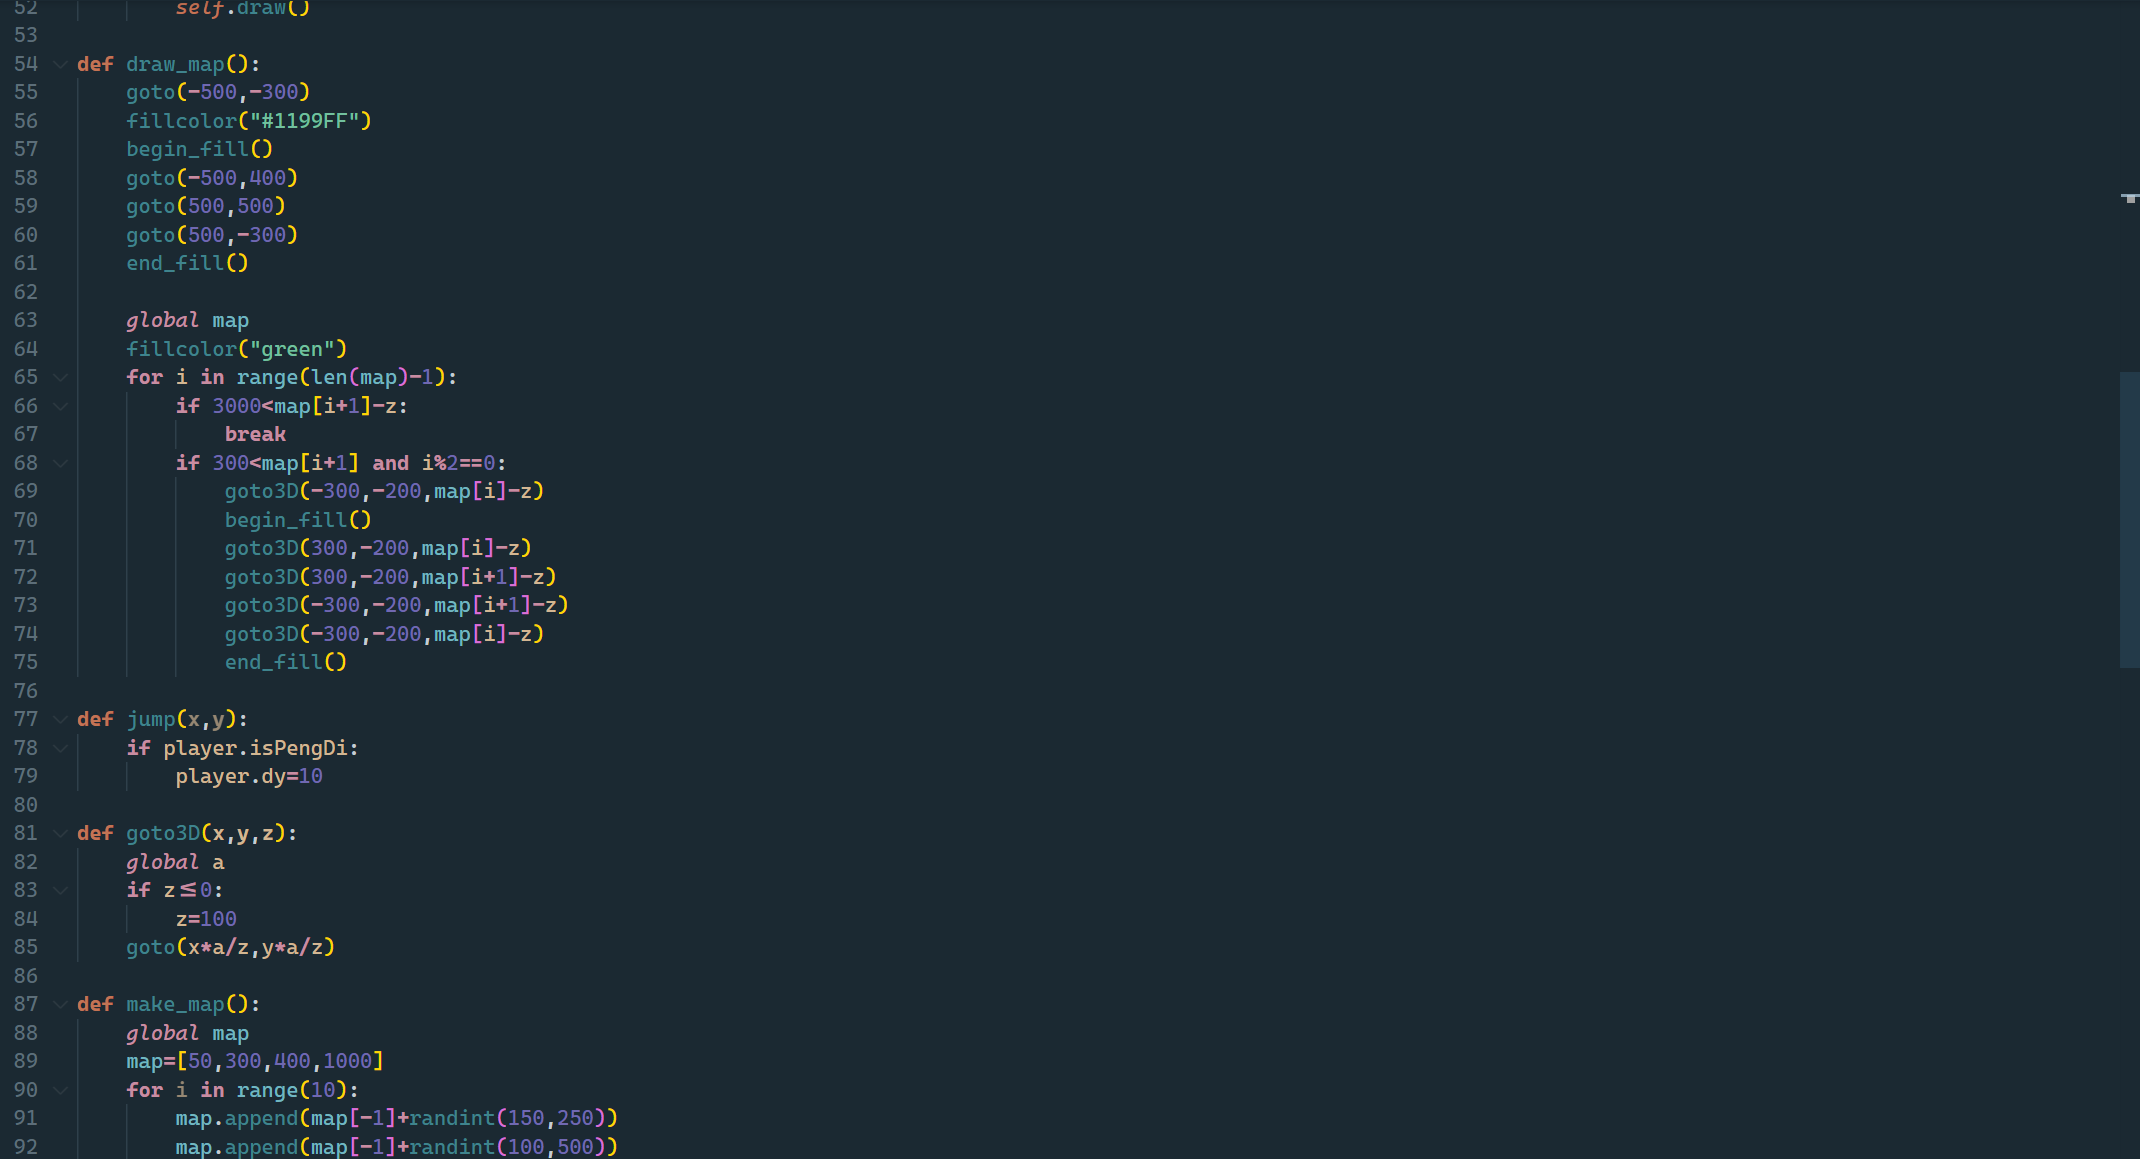 52 self.draw()
53
54 def draw_map():
55 goto(-500,-300)
56 fillcolor("#1199FF")
57 begin_fill()
58 goto(-500,400)
59 goto(500,500)
60 goto(500,-300)
61 end_fill()
62
63 global map
64 fillcolor("green")
65 for i in range(len(map)-1):
66 if 3000<map[i+1]-z:
67 break
68 if 300<map[i+1] and i%2==0:
69 goto3D(-300,-200,map[i]-z)
70 begin_fill()
71 goto3D(300,-200,map[i]-z)
72 goto3D(300,-200,map[i+1]-z)
73 goto3D(-300,-200,map[i+1]-z)
74 goto3D(-300,-200,map[i]-z)
75 end_fill()
76
77 def jump(x,y):
78 if player.isPengDi:
79 player.dy=10
80
81 def goto3D(x,y,z):
82 global a
83 if z≤0:
84 z=100
85 goto(x*a/z,y*a/z)
86
87 def make_map():
88 global map
89 map=[50,300,400,1000]
90 for i in range(10):
91 map.append(map[-1]+randint(150,250))
92 map.append(map[-1]+randint(100,500))